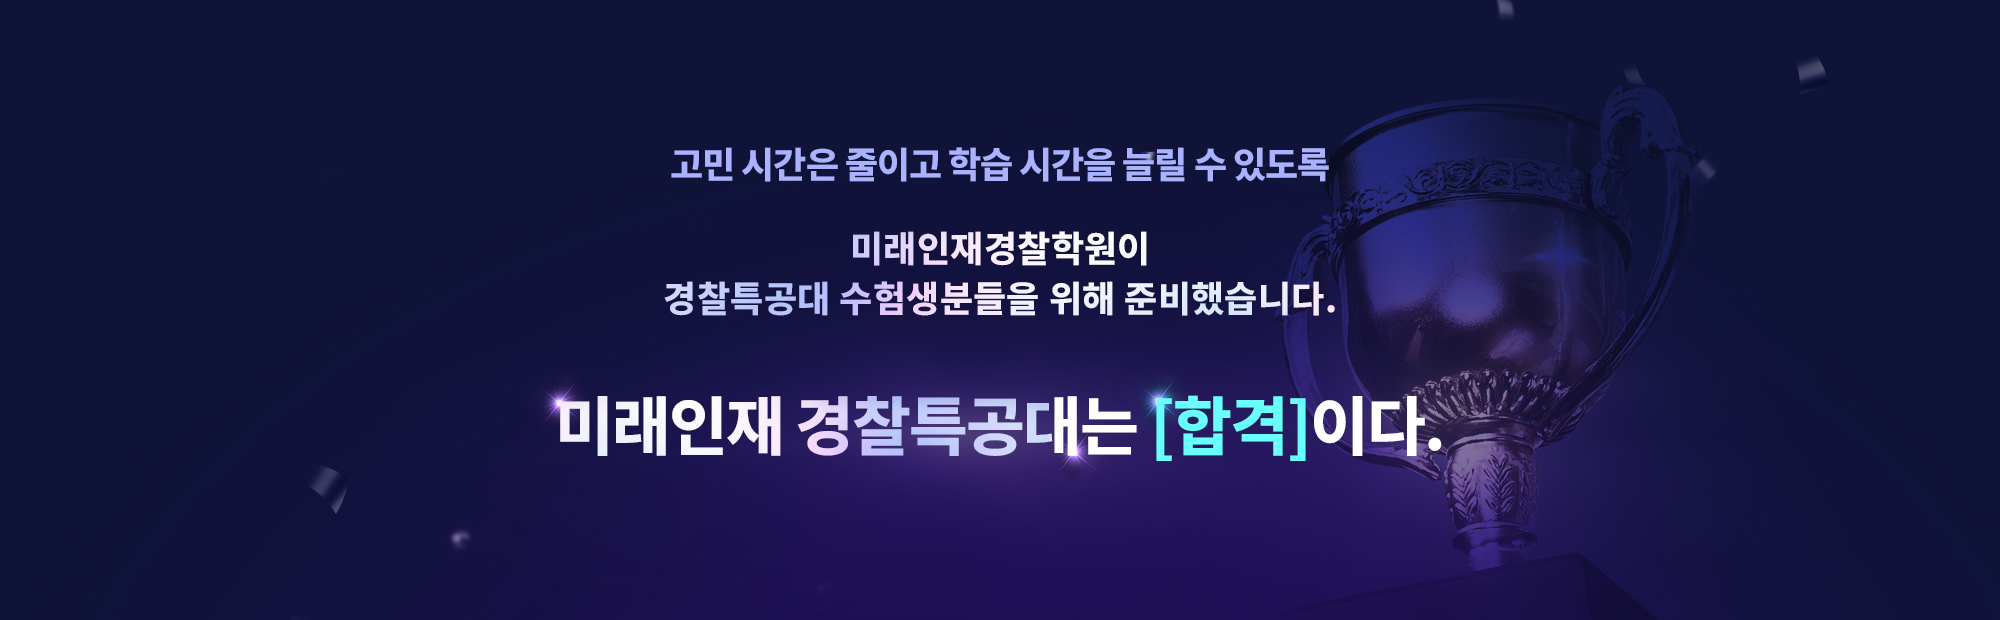 고민 시간은 줄이고 학습 시간을 늘릴 수 있도록
미래인재경찰학원이
경찰특공대 수험생분들을 위해 준비했습니다.
미래인재 경찰특공대는 [합격]이다.